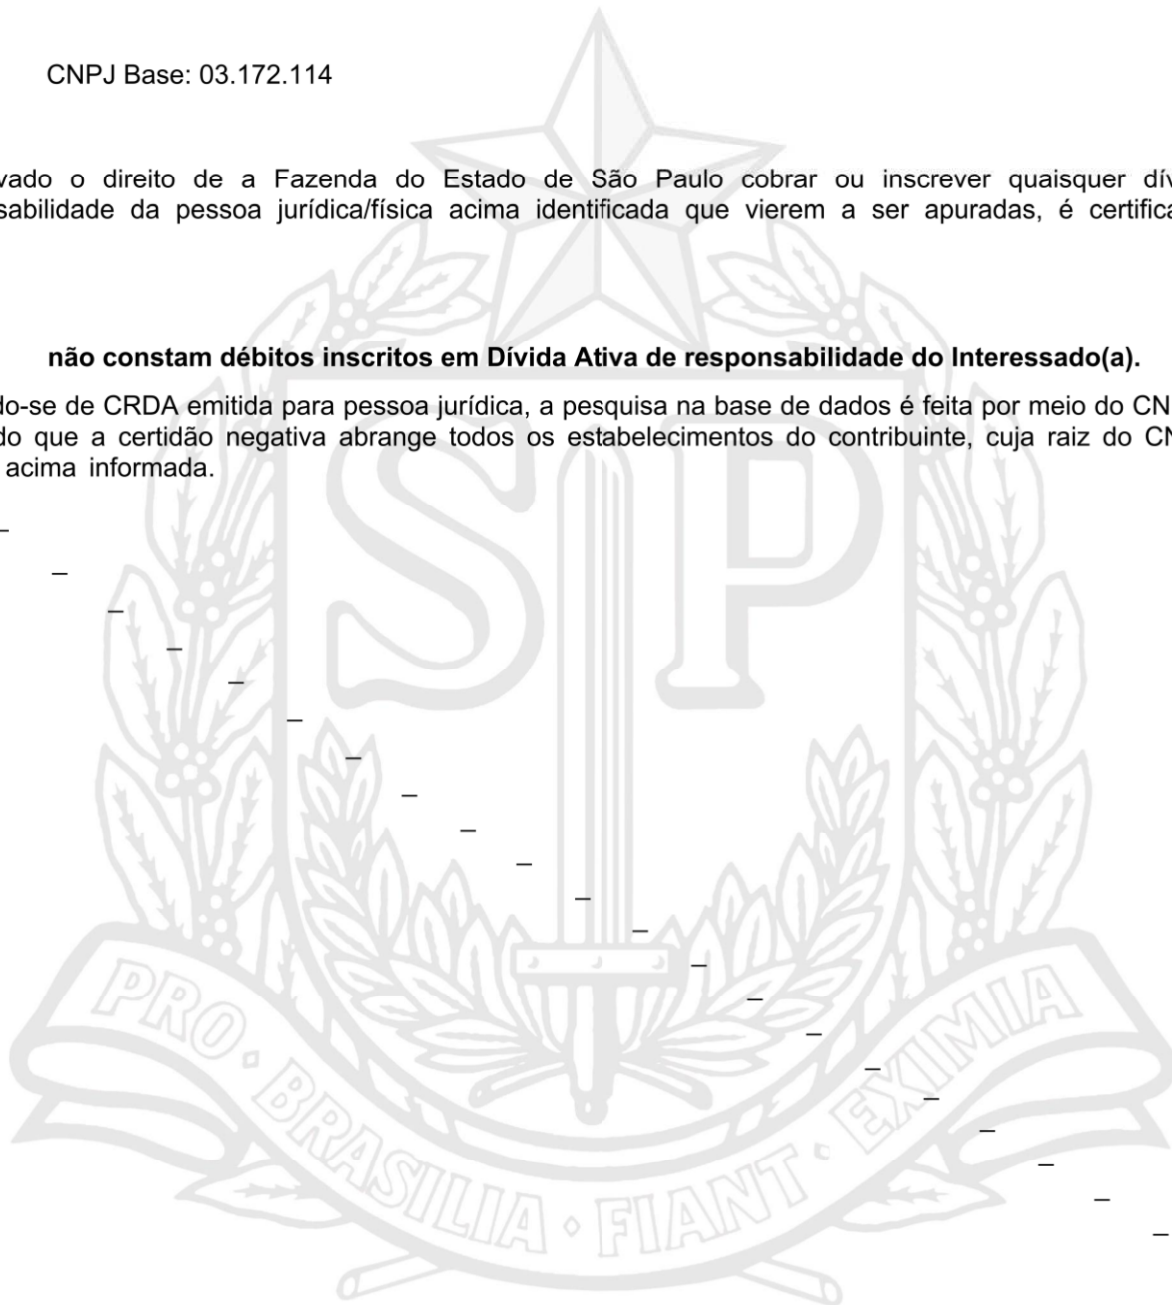 CNPJ Base: 03.172.114
vado o direito de a Fazenda do Estado de São Paulo cobrar ou inscrever quaisquer dív
sabilidade da pessoa jurídica/física acima identificada que vierem a ser apuradas, é certifica
não constam débitos inscritos em Dívida Ativa de responsabilidade do Interessado(a).
do-se de CRDA emitida para pessoa jurídica, a pesquisa na base de dados é feita por meio do CN
do que a certidão negativa abrange todos os estabelecimentos do contribuinte, cuja raiz do CN
acima informada.
SP
PRO · BRASILIA · FIANT · EXIMIA